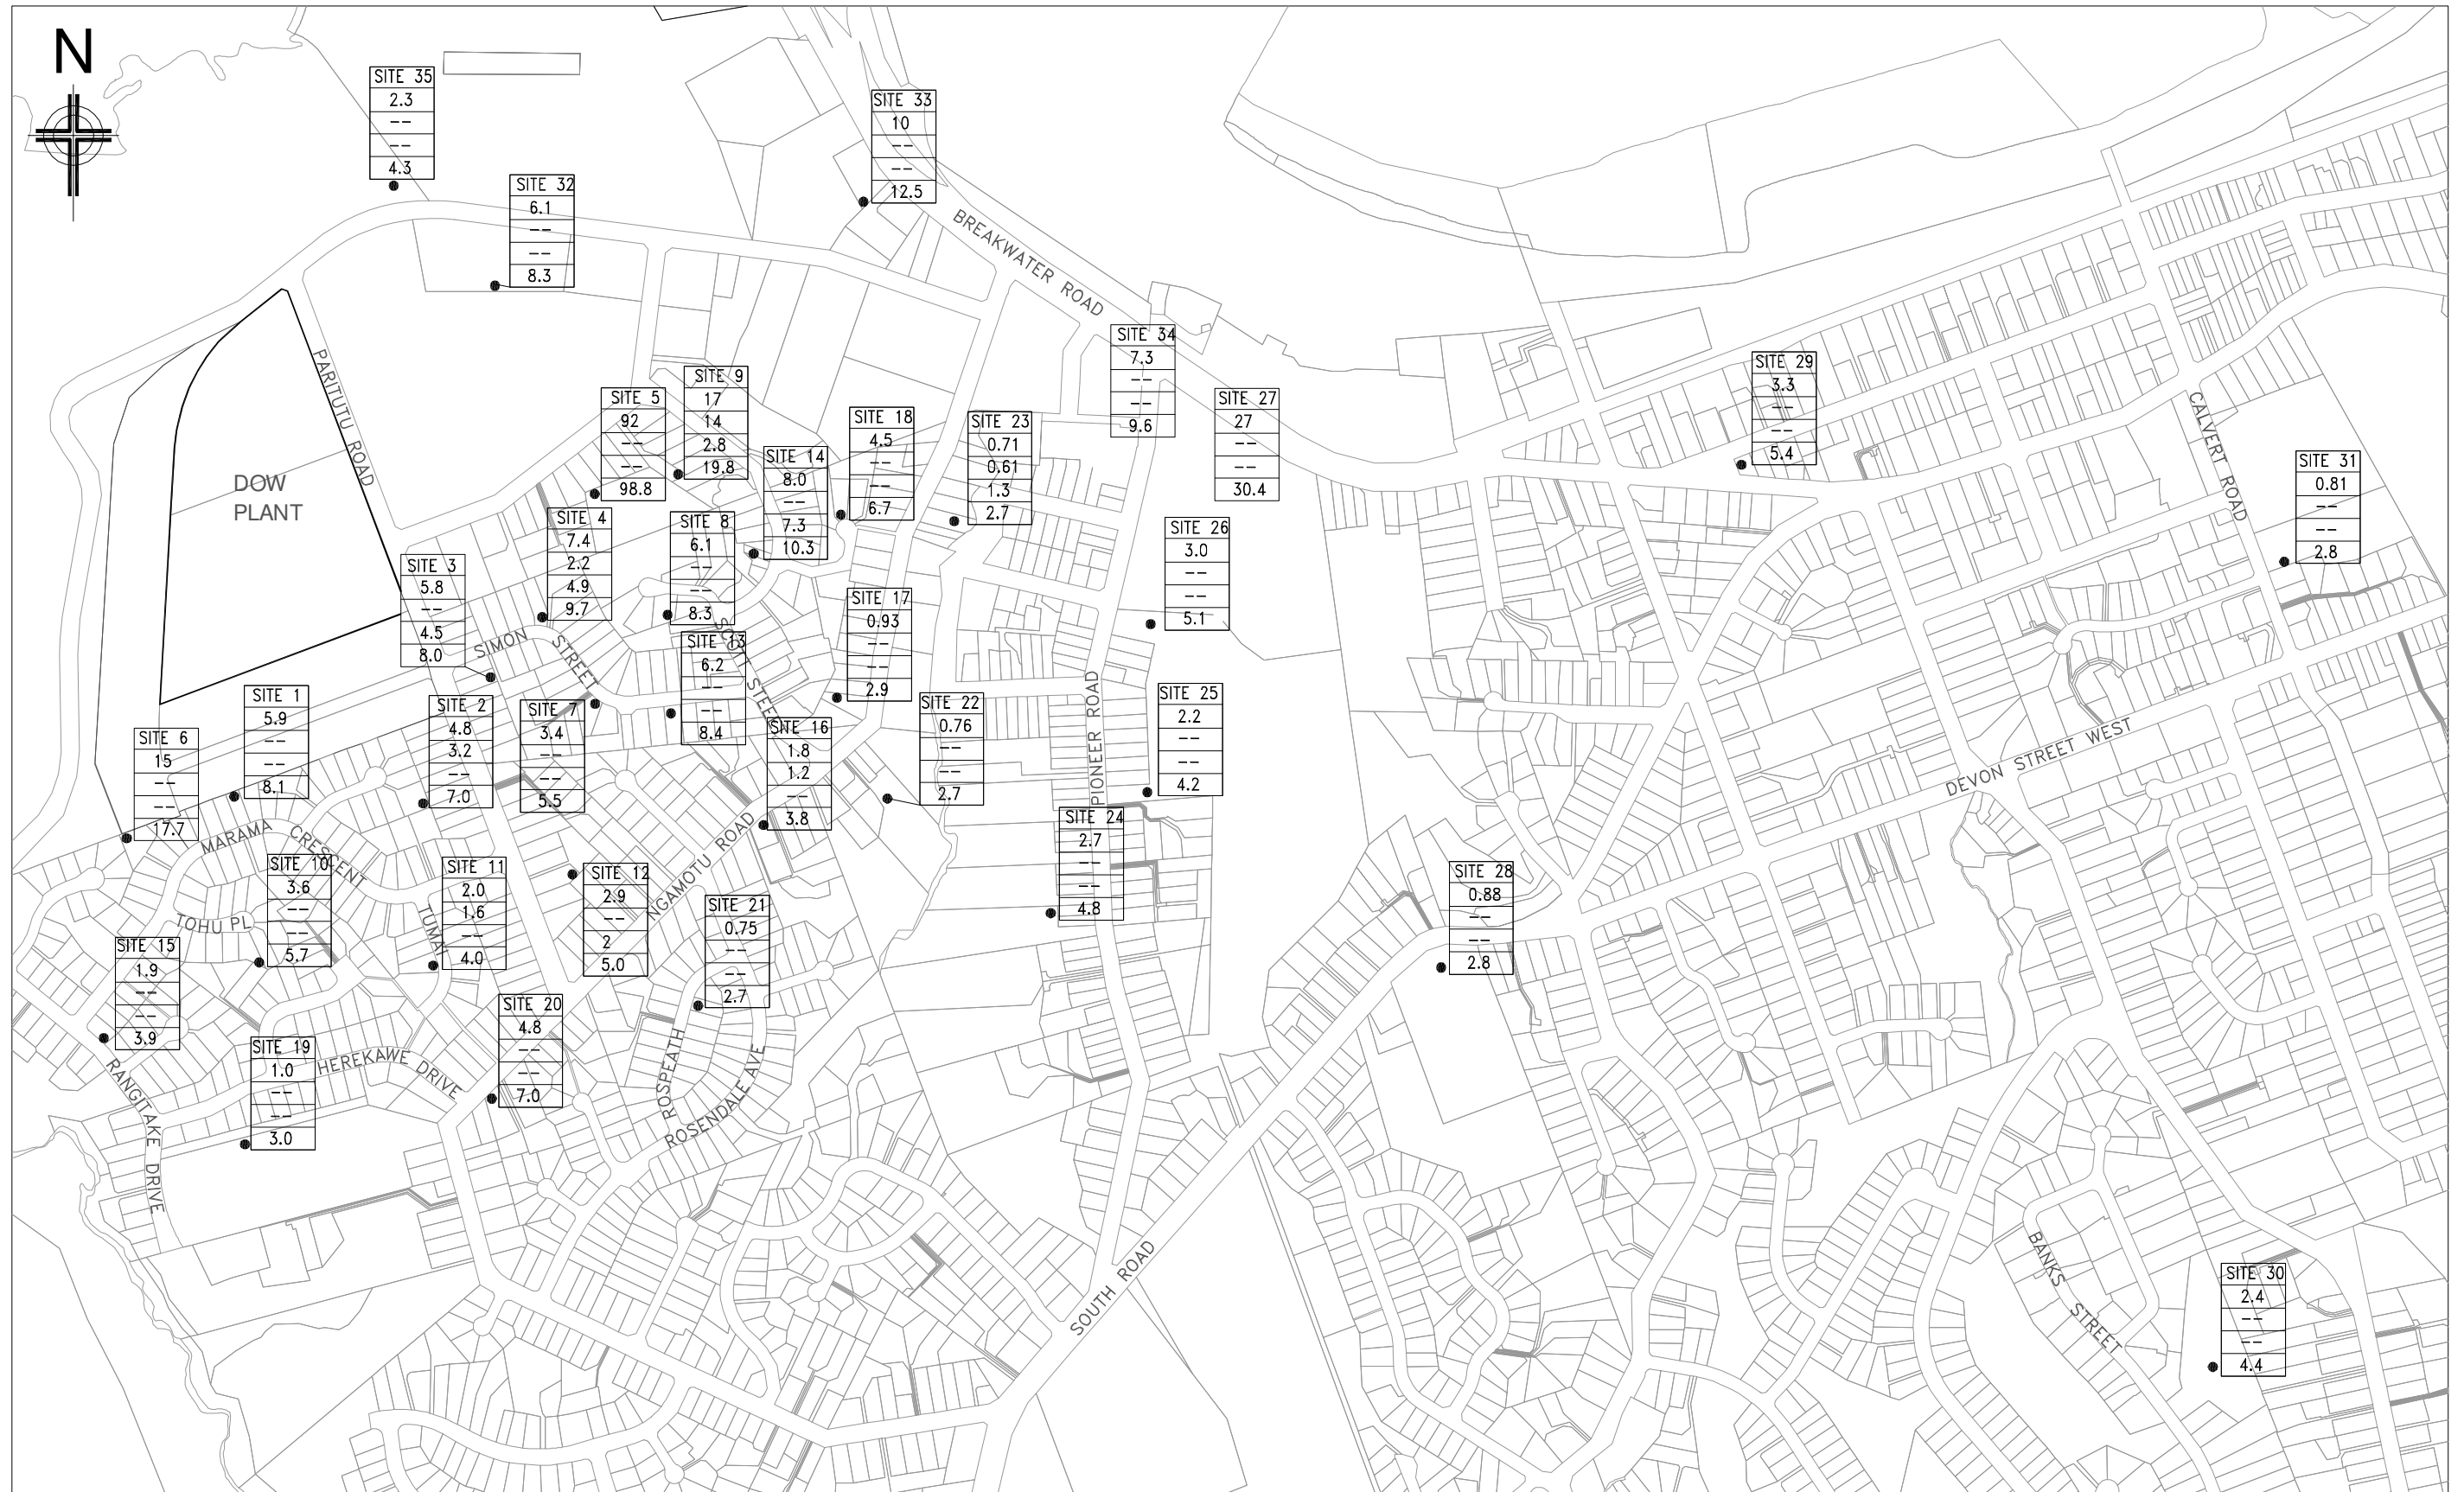 N
SITE 35
2.3
--
--
4.3
SITE 33
10
--
--
12.5
SITE 32
6.1
--
--
8.3
BREAKWATER ROAD
PARITUTU ROAD
SITE 34
7.3
--
--
9.6
SITE 29
3.3
--
--
5.4
SITE 9
17
14
2.8
19.8
SITE 5
92
--
--
98.8
SITE 27
27
--
--
30.4
SITE 18
4.5
--
--
6.7
SITE 23
0.71
0.61
1.3
2.7
CALVERT ROAD
SITE 14
8.0
--
7.3
10.3
SITE 31
0.81
--
--
2.8
DOW
PLANT
SITE 4
7.4
2.2
4.9
9.7
SITE 8
6.1
--
--
8.3
SITE 26
3.0
--
--
5.1
SITE 3
5.8
--
4.5
8.0
SITE 17
0.93
--
--
2.9
SIMON
STREET
SITE 13
6.2
--
--
8.4
SITE 1
5.9
--
--
8.1
SITE 25
2.2
--
--
4.2
SITE 2
4.8
3.2
--
7.0
SITE 7
3.4
--
--
5.5
SITE 22
0.76
--
--
2.7
PIONEER ROAD
SITE 16
1.8
1.2
--
3.8
SITE 6
15
--
--
17.7
DEVON STREET WEST
SITE 24
2.7
--
--
4.8
MARAMA
CRESCENT
NGAMOTU ROAD
SITE 10
3.6
--
--
5.7
SITE 11
2.0
1.6
--
4.0
SITE 12
2.9
--
2
5.0
SITE 28
0.88
--
--
2.8
SITE 21
0.75
--
--
2.7
TOHU PL
SITE 15
1.9
--
--
3.9
SITE 20
4.8
--
--
7.0
SITE 19
1.0
--
--
3.0
HEREKAWE DRIVE
RANGITAKE DRIVE
ROSPEATH
ROSENDALE AVE
SOUTH ROAD
BANKS
STREET
SITE 30
2.4
--
--
4.4